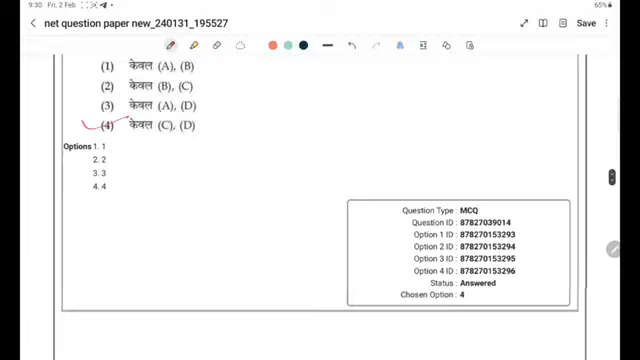 9:30 Fri, 2 Feb
65%
net question paper new_240131_195527
Save
(1) केवल (A), (B)
(2) केवल (B), (C)
(3) केवल (A), (D)
(4) केवल (C), (D)
Options 1. 1
2. 2
3. 3
4. 4
Question Type : MCQ
Question ID : 87827039014
Option 1 ID : 878270153293
Option 2 ID : 878270153294
Option 3 ID : 878270153295
Option 4 ID : 878270153296
Status : Answered
Chosen Option : 4